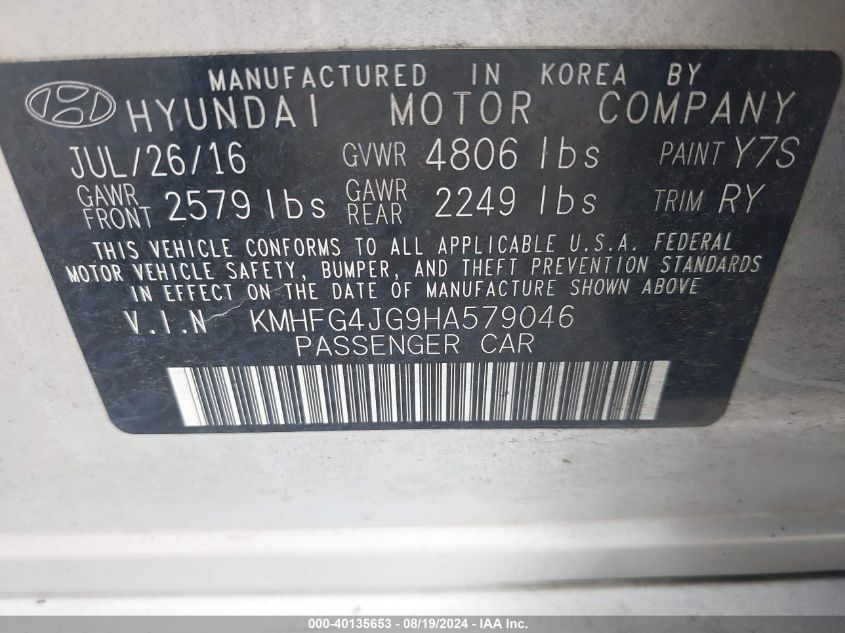 MANUFACTURED IN KOREA BY
HYUNDAI MOTOR COMPANY
JUL/26/16 GVWR 4806 lbs PAINT Y7S
GAWR FRONT 2579 lbs GAWR REAR 2249 lbs TRIM RY
THIS VEHICLE CONFORMS TO ALL APPLICABLE U.S.A. FEDERAL
MOTOR VEHICLE SAFETY, BUMPER, AND THEFT PREVENTION STANDARDS
IN EFFECT ON THE DATE OF MANUFACTURE SHOWN ABOVE
V.I.N KMHFG4JG9HA579046
PASSENGER CAR
000-40135653 - 08/19/2024 - IAA Inc.